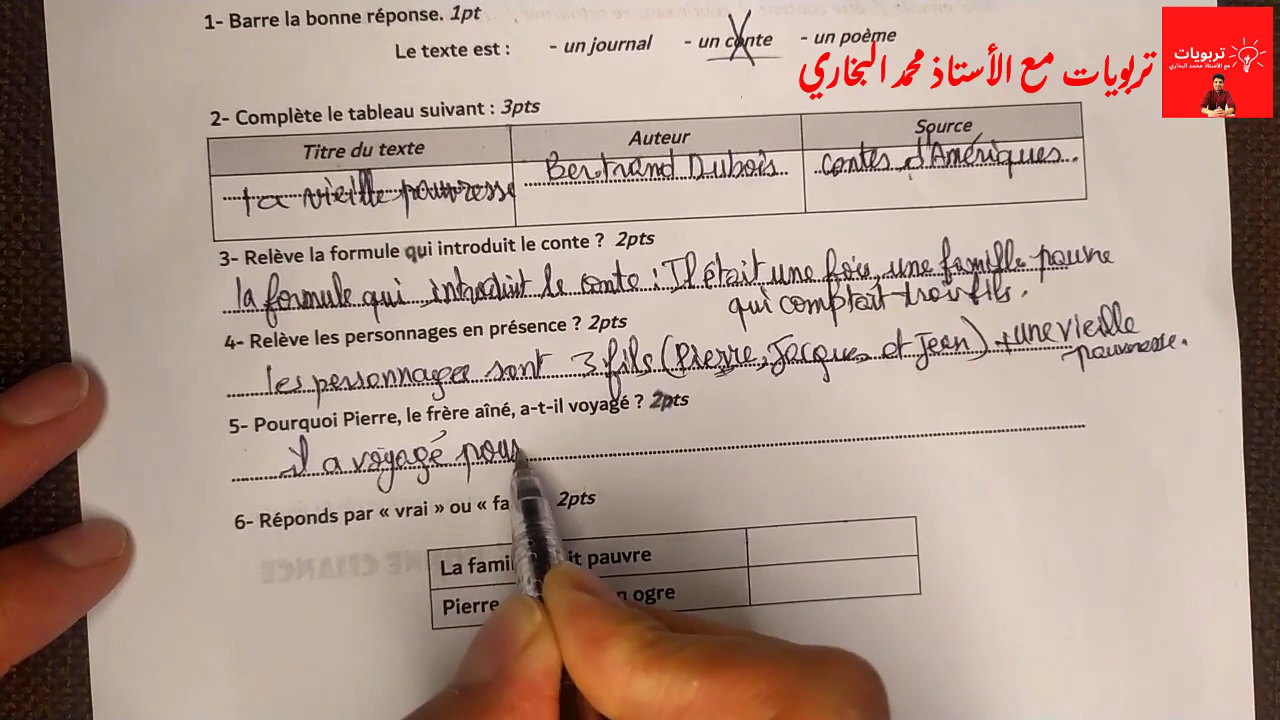 1- Barre la bonne réponse. 1pt
Le texte est : - un journal - un conte - un poème
تربويات مع الأستاذ محمد البخاري
تربويات
مع الأستاذ محمد البخاري
2- Complète le tableau suivant : 3pts
Titre du texte Auteur Source
La vieille pauvresse Bertrand Dubois contes d'Amériques.
3- Relève la formule qui introduit le conte ? 2pts
la formule qui introduit le conte : Il était une fois, une famille pauvre
qui comptait trois fils.
4- Relève les personnages en présence ? 2pts
les personnages sont 3 fils (Pierre, Jacques, et Jean) + une vieille
pauvresse.
5- Pourquoi Pierre, le frère aîné, a-t-il voyagé ? 2pts
il a voyagé pour
6- Réponds par « vrai » ou « fa 2pts
La famil it pauvre
Pierre n ogre